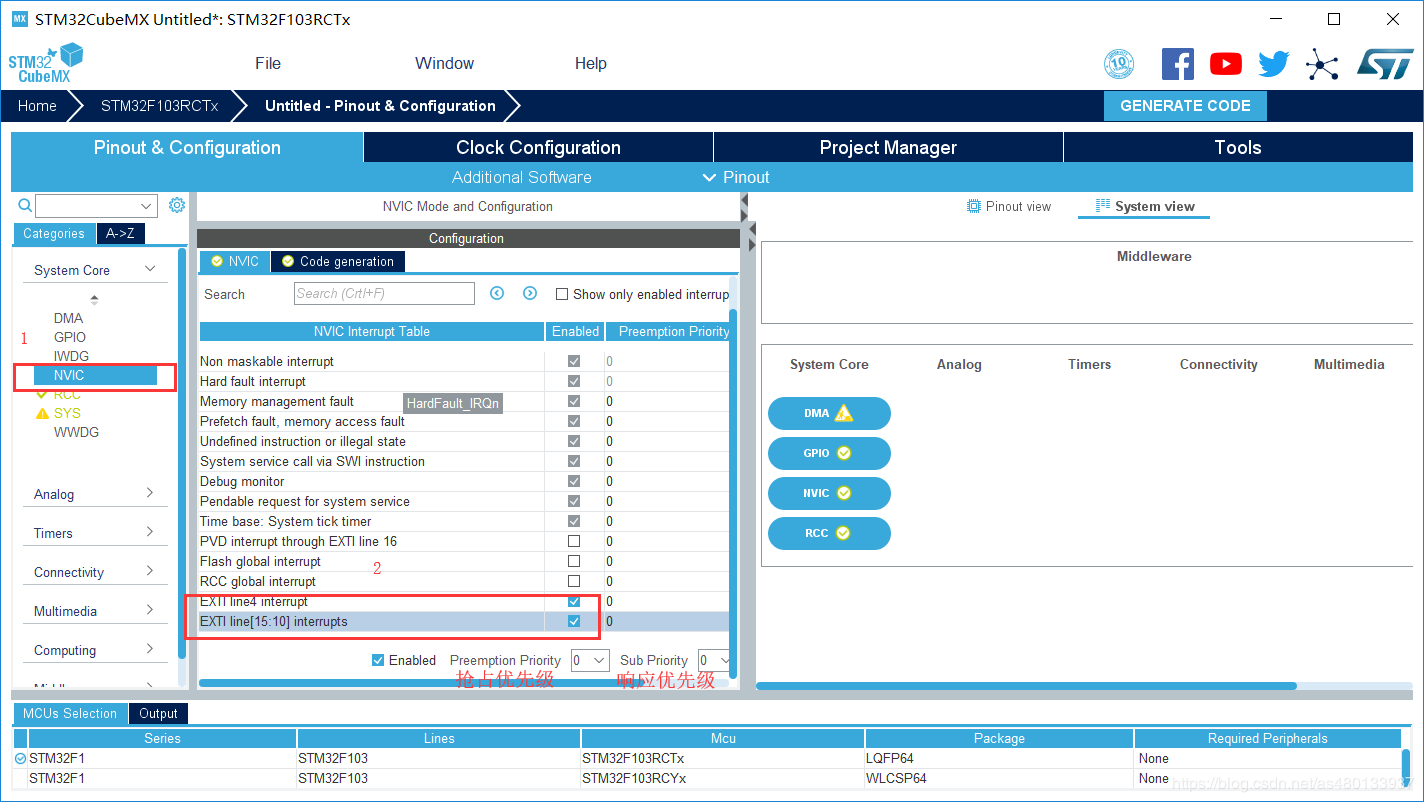 MX STM32CubeMX Untitled*: STM32F103RCTx
STM32 CubeMX
File Window Help
10
ST
Home STM32F103RCTx Untitled - Pinout & Configuration GENERATE CODE
Pinout & Configuration Clock Configuration Project Manager Tools
Additional Software Pinout
NVIC Mode and Configuration
Pinout view System view
Categories A->Z
Configuration
NVIC Code generation
Search Search (Crtl+F) Show only enabled interrup
NVIC Interrupt Table Enabled Preemption Priority
Non maskable interrupt 0
Hard fault interrupt 0
Memory management fault 0
HardFault_IRQn
Prefetch fault, memory access fault 0
Undefined instruction or illegal state 0
System service call via SWI instruction 0
Debug monitor 0
Pendable request for system service 0
Time base: System tick timer 0
PVD interrupt through EXTI line 16 0
Flash global interrupt 0
2
RCC global interrupt 0
EXTI line4 interrupt 0
EXTI line[15:10] interrupts 0
Enabled Preemption Priority 0 Sub Priority 0
抢占优先级 响应优先级
System Core
DMA
GPIO
1
IWDG
NVIC
RCC
SYS
WWDG
Analog
Timers
Connectivity
Multimedia
Computing
Middleware
System Core Analog Timers Connectivity Multimedia
DMA
GPIO
NVIC
RCC
MCUs Selection Output
Series Lines Mcu Package Required Peripherals
STM32F1 STM32F103 STM32F103RCTx LQFP64 None
STM32F1 STM32F103 STM32F103RCYx WLCSP64 None
https://blog.csdn.net/as480133937